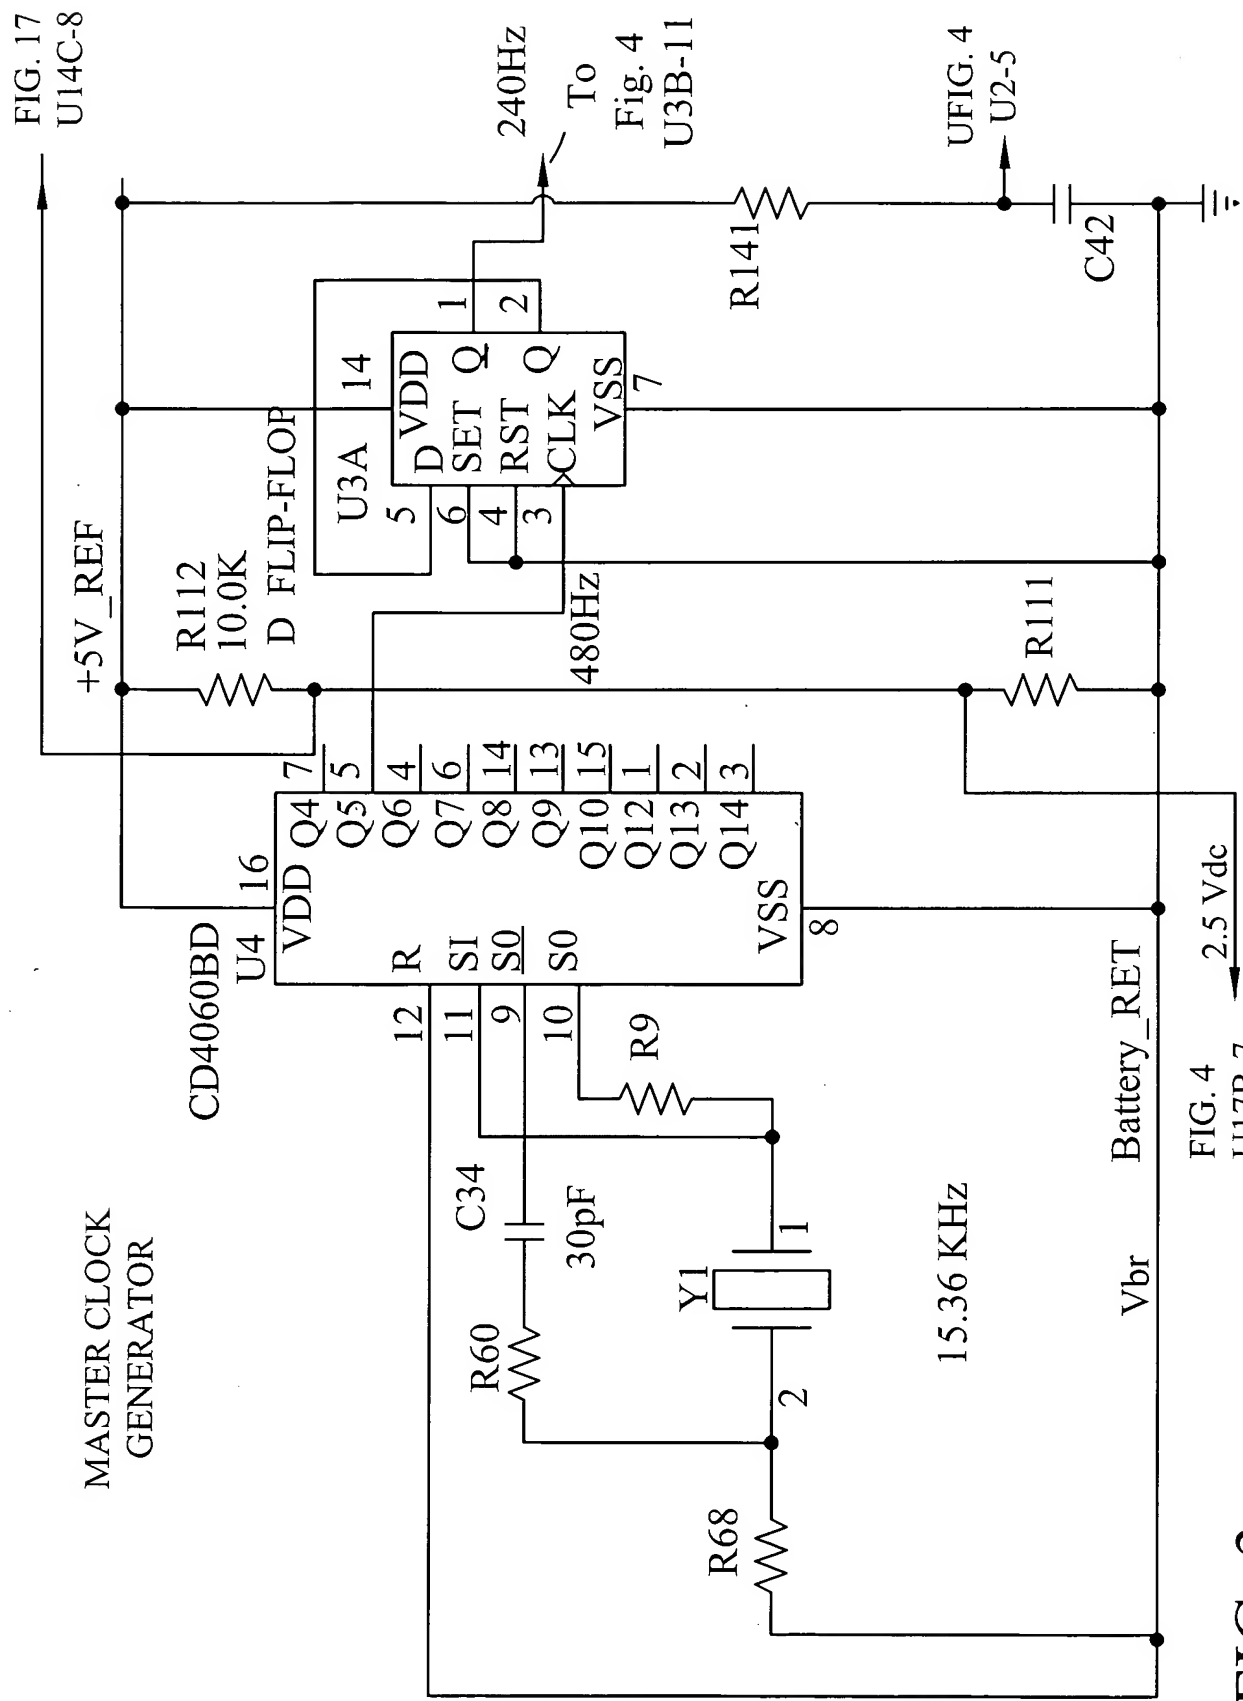 MASTER CLOCK
GENERATOR
FIG. 17
U14C-8
+5V_REF
CD4060BD
U4
16
VDD
R112
10.0K
D FLIP-FLOP
U3A
14
VDD
12
R
11
SI
9
S0
10
S0
Q4
7
Q5
5
Q6
4
Q7
6
Q8
14
Q9
13
Q10
15
Q12
1
Q13
2
Q14
3
VSS
8
5
D
6
SET
4
RST
3
CLK
Q
1
Q
2
VSS
7
240Hz
To
Fig. 4
U3B-11
480Hz
C34
30pF
R60
R9
Y1
1
2
R68
15.36 KHz
R111
R141
C42
UFIG. 4
U2-5
Vbr
Battery_RET
2.5 Vdc
FIG. 4